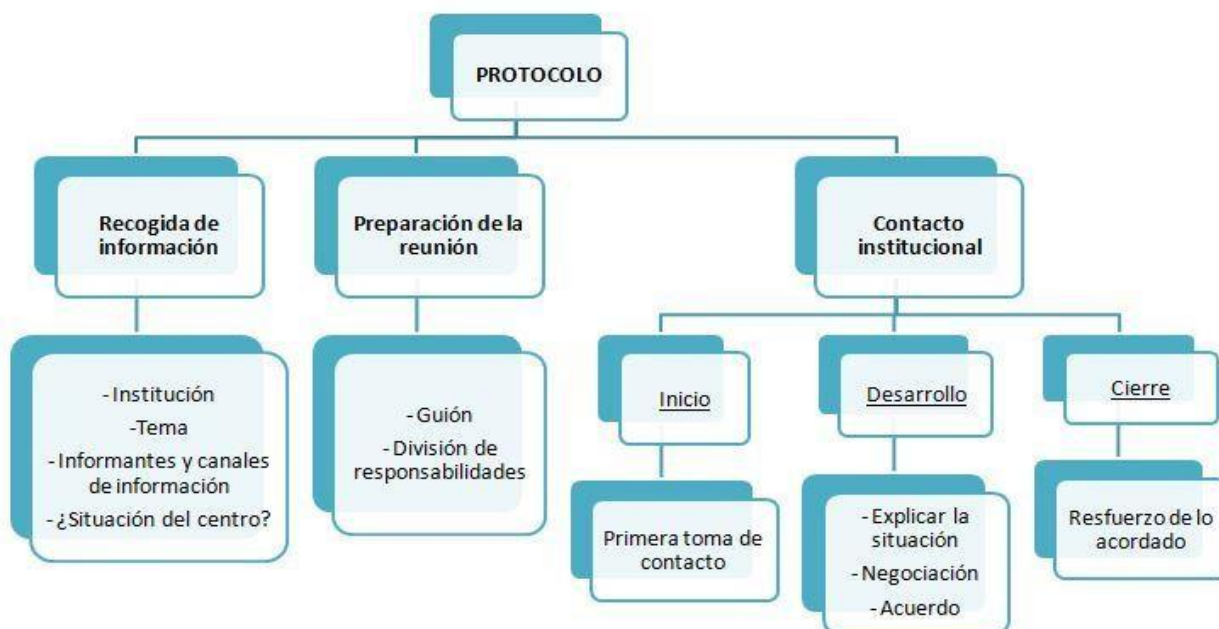 PROTOCOLO
Recogida de
información
Preparación de la
reunión
Contacto
institucional
-Institución
-Tema
-Informantes y canales
de información
-¿Situación del centro?
-Guión
-División de
responsabilidades
Inicio
Desarrollo
Cierre
Primera toma de
contacto
-Explicar la
situación
-Negociación
-Acuerdo
Resfuerzo de lo
acordado